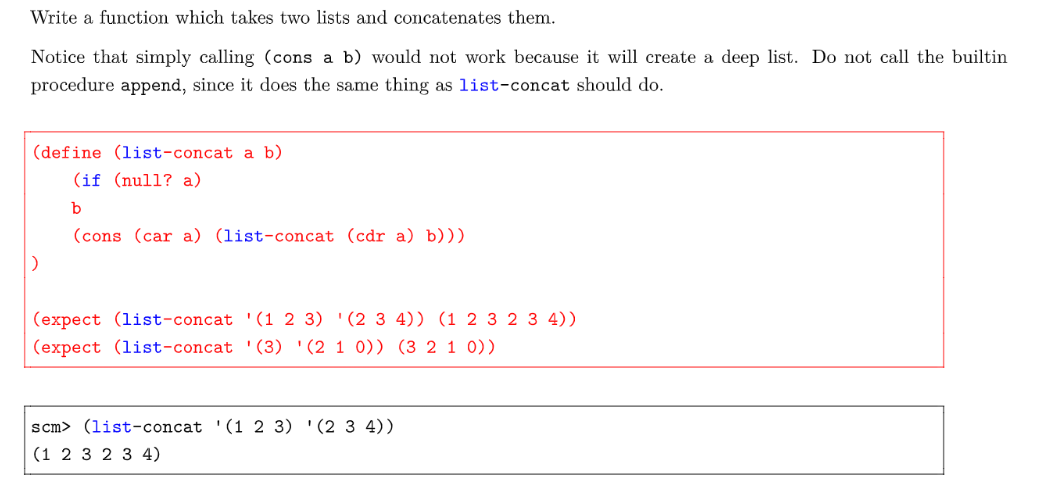 Write a function which takes two lists and concatenates them.
Notice that simply calling (cons a b) would not work because it will create a deep list. Do not call the builtin
procedure append, since it does the same thing as list-concat should do.
(define (list-concat a b)
    (if (null? a)
    b
    (cons (car a) (list-concat (cdr a) b)))
)
(expect (list-concat '(1 2 3) '(2 3 4)) (1 2 3 2 3 4))
(expect (list-concat '(3) '(2 1 0)) (3 2 1 0))
scm> (list-concat '(1 2 3) '(2 3 4))
(1 2 3 2 3 4)